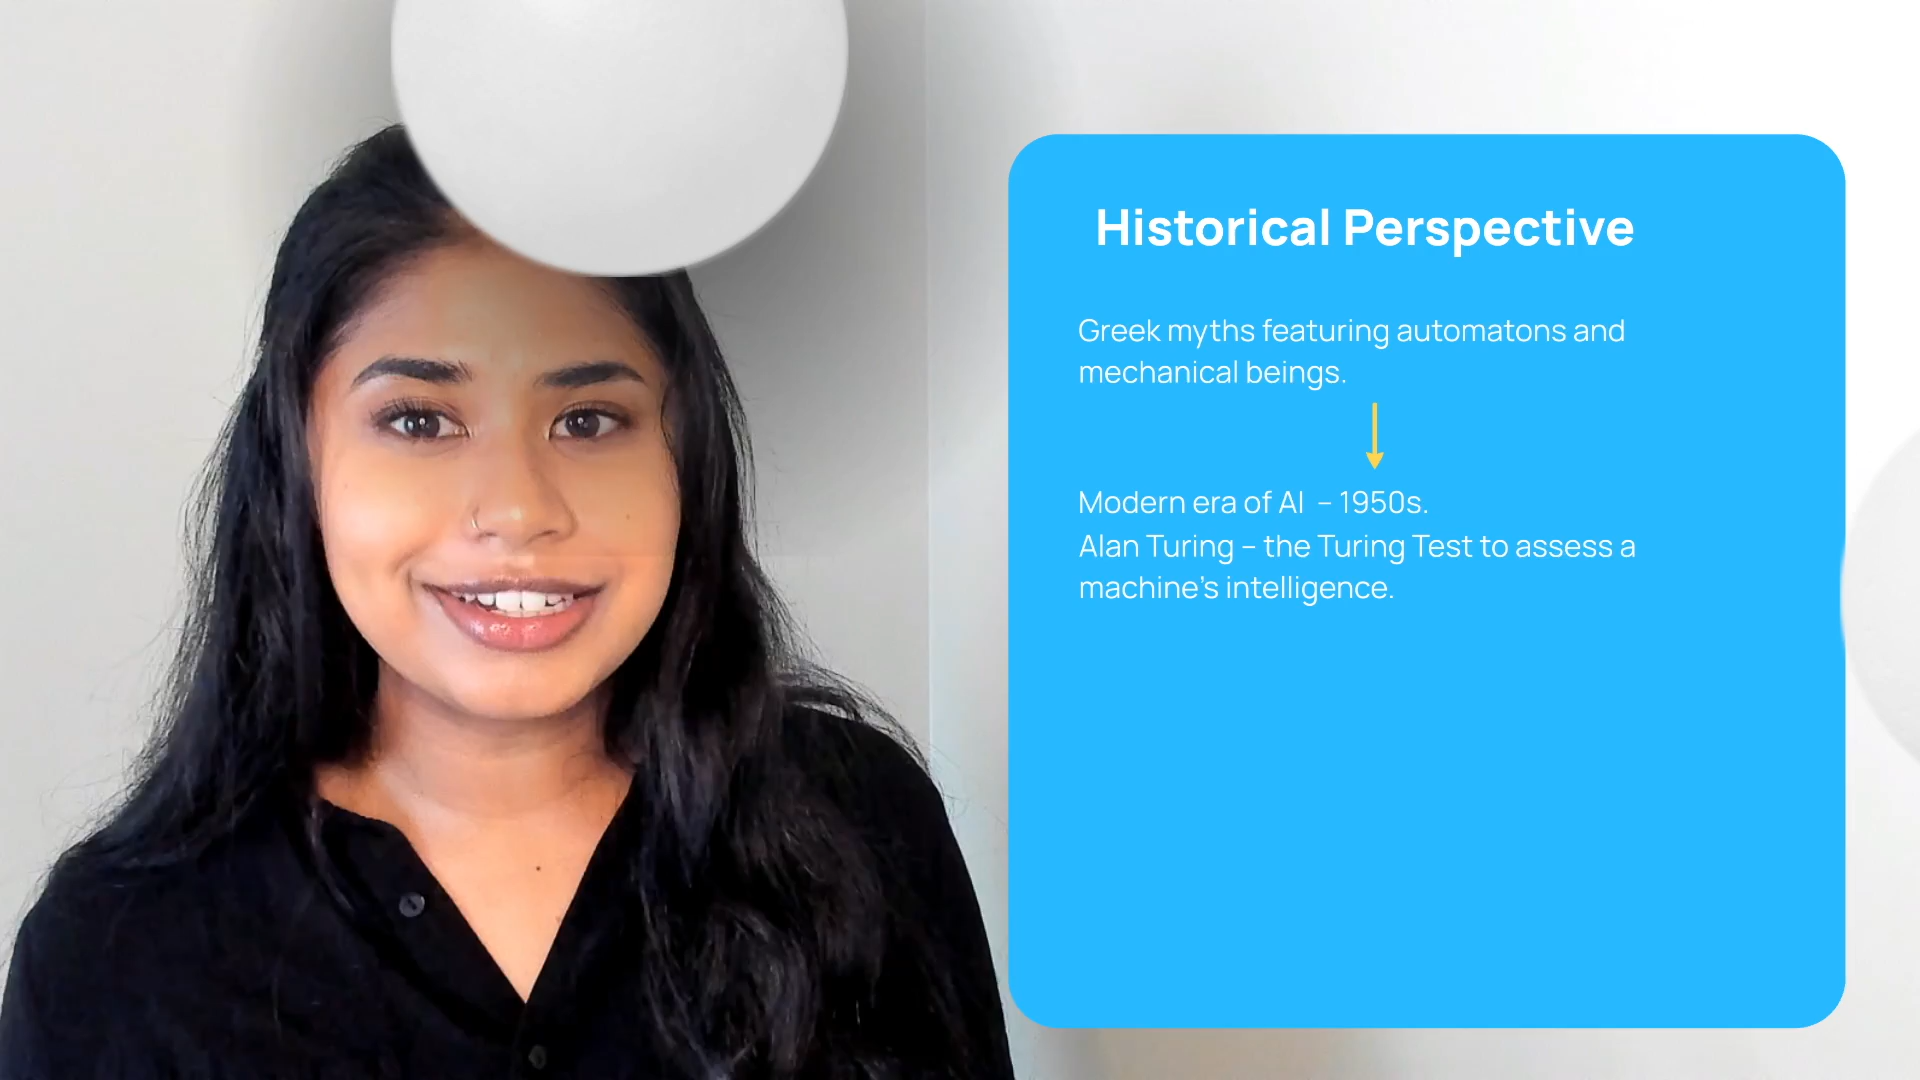 Historical Perspective
Greek myths featuring automatons and
mechanical beings.
Modern era of AI – 1950s.
Alan Turing – the Turing Test to assess a
machine's intelligence.